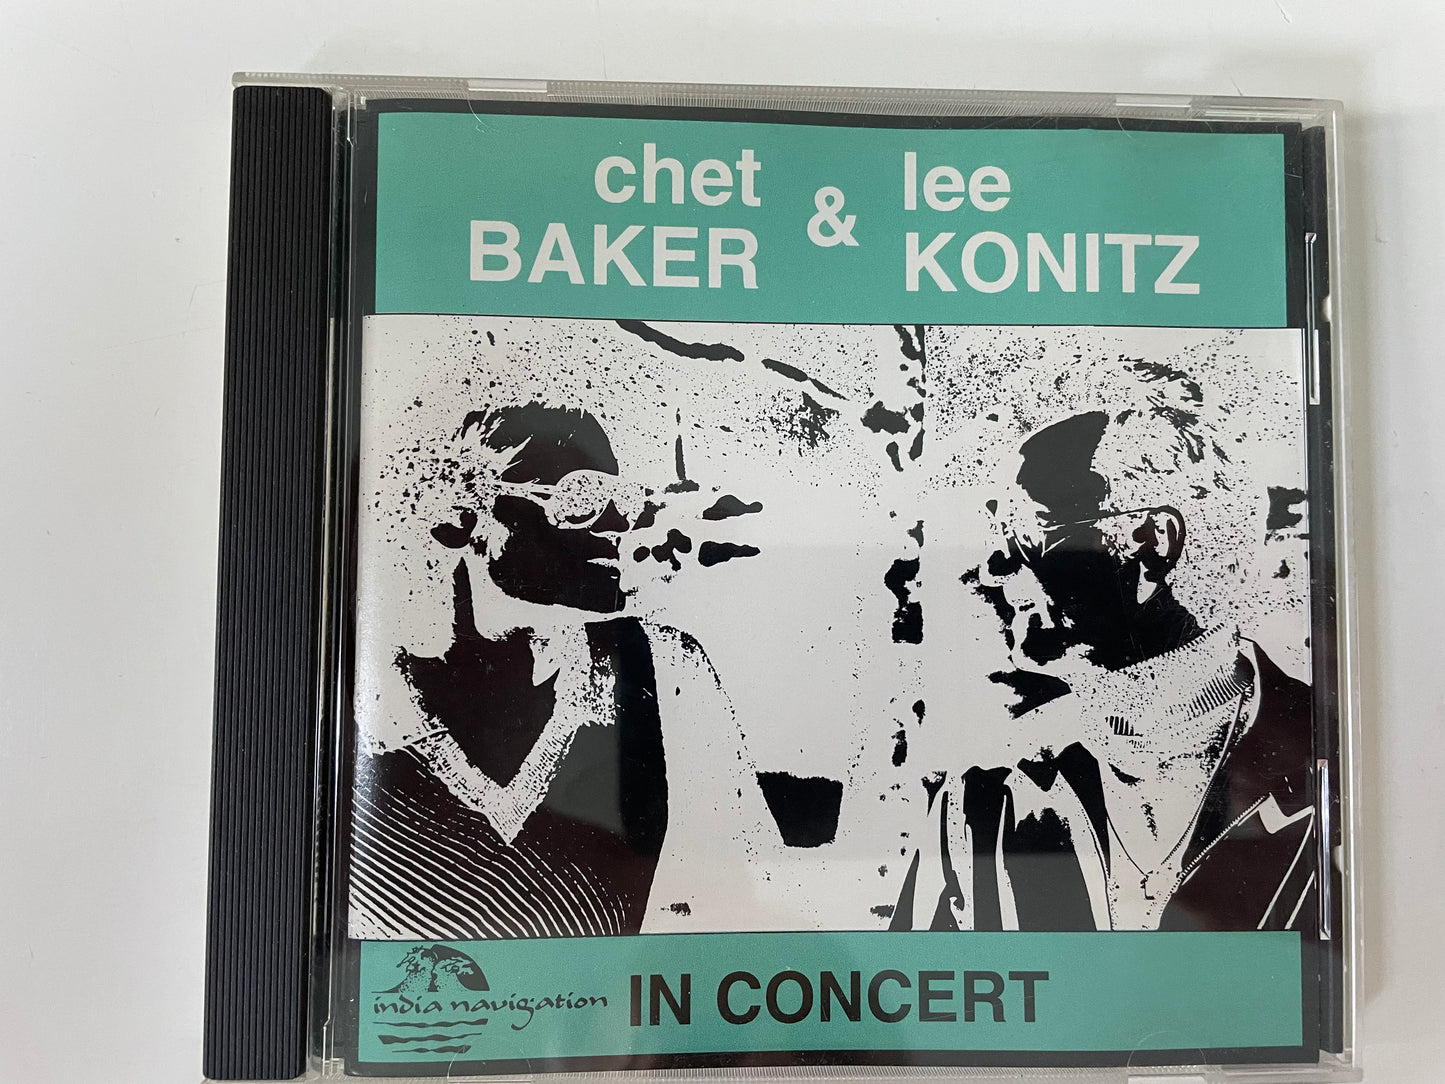 chet
BAKER
&
lee
KONITZ
india navigation
IN CONCERT